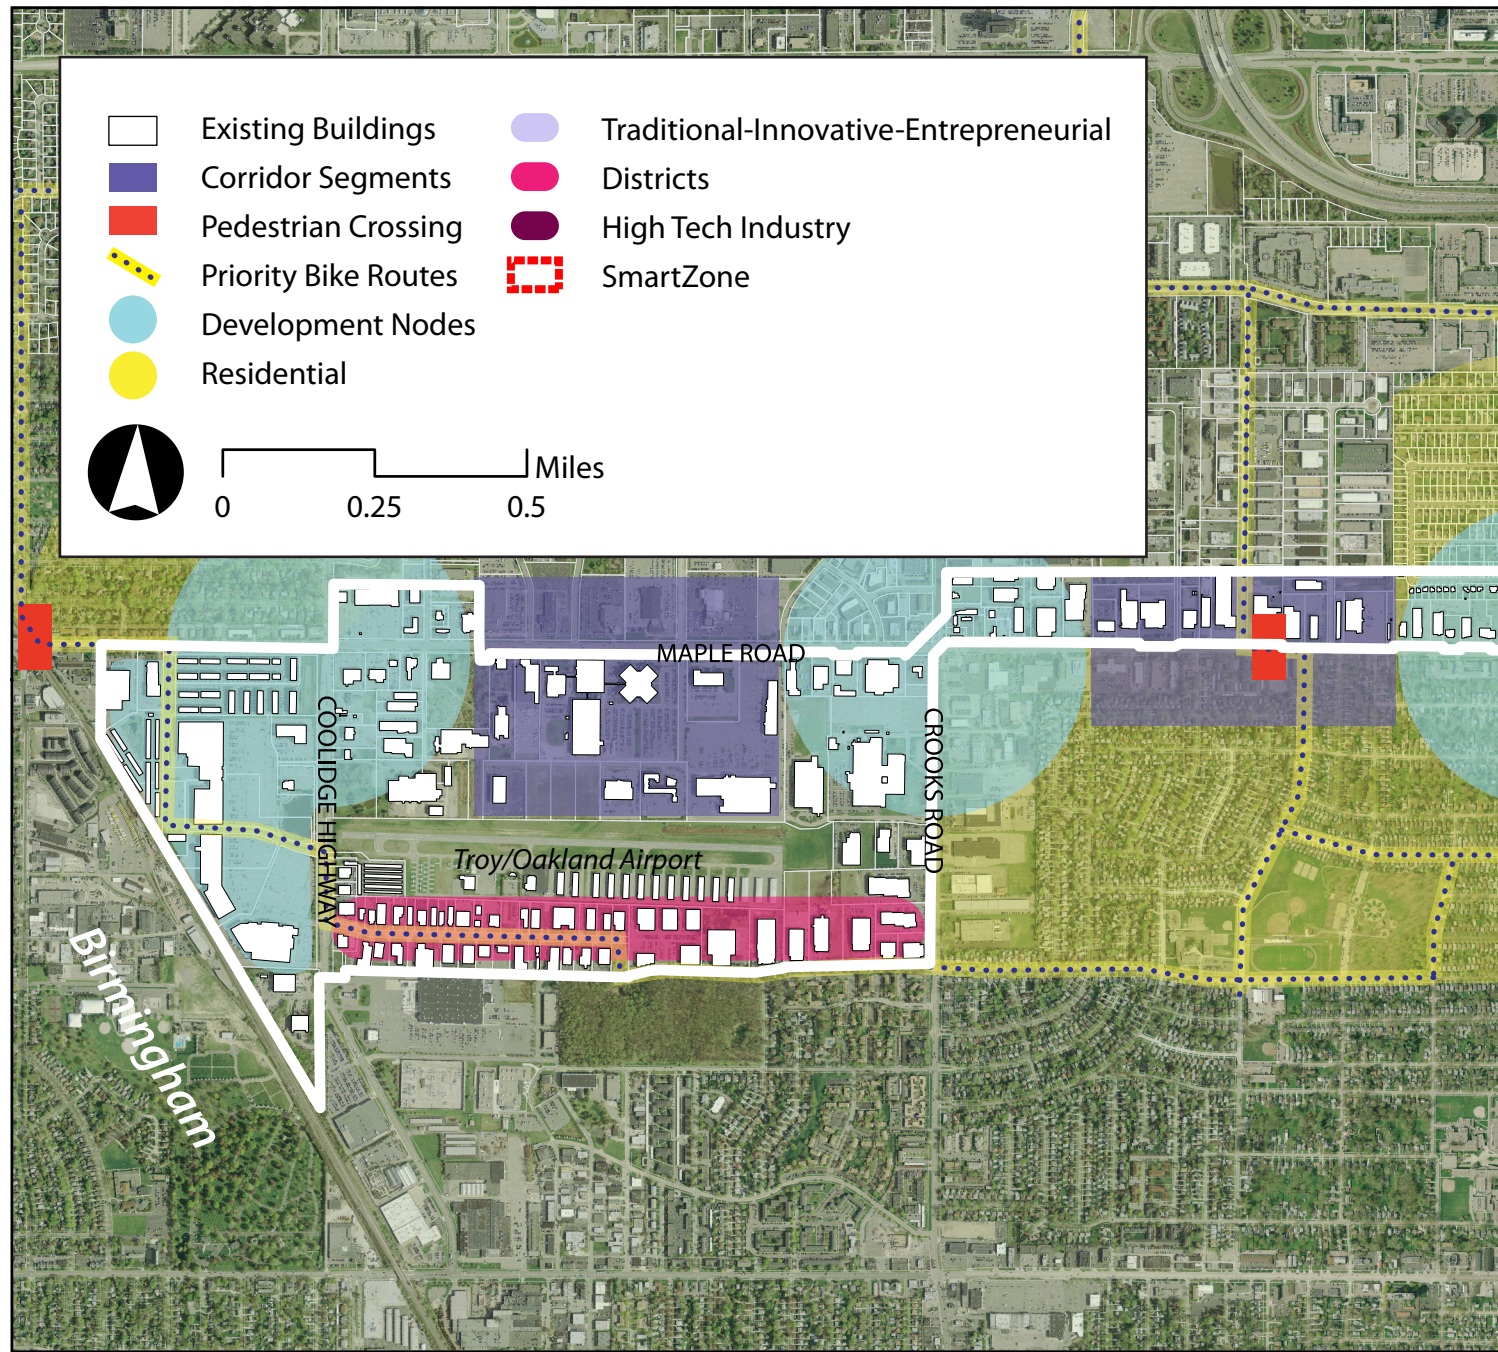 Existing Buildings
Corridor Segments
Pedestrian Crossing
Priority Bike Routes
Development Nodes
Residential
Traditional-Innovative-Entrepreneurial
Districts
High Tech Industry
SmartZone
Miles
0 0.25 0.5
MAPLE ROAD
COOLIDGE HIGHWAY
CROOKS ROAD
Troy/Oakland Airport
Birmingham